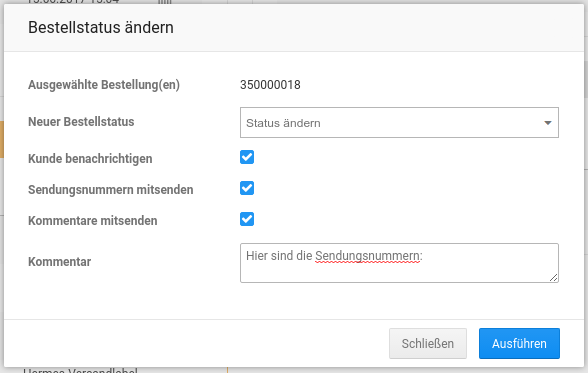 Bestellstatus ändern
Ausgewählte Bestellung(en) 350000018
Neuer Bestellstatus Status ändern
Kunde benachrichtigen
Sendungsnummern mitsenden
Kommentare mitsenden
Kommentar Hier sind die Sendungsnummern:
Schließen Ausführen